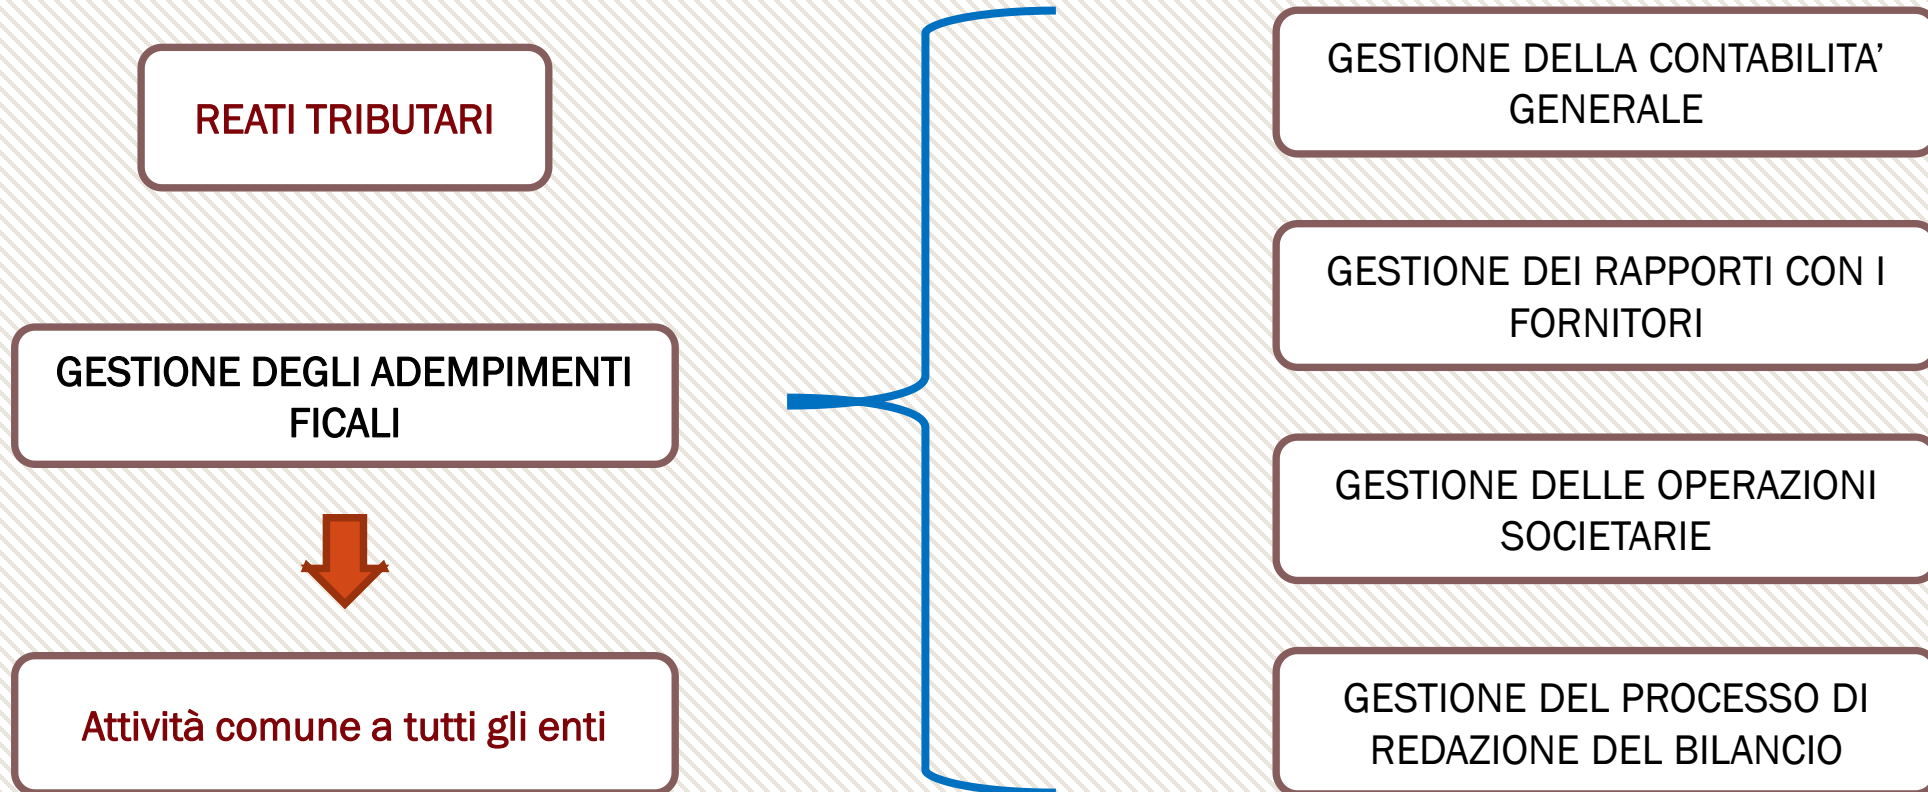 REATI TRIBUTARI
GESTIONE DEGLI ADEMPIMENTI
FICALI
Attività comune a tutti gli enti
GESTIONE DELLA CONTABILITA’
GENERALE
GESTIONE DEI RAPPORTI CON I
FORNITORI
GESTIONE DELLE OPERAZIONI
SOCIETARIE
GESTIONE DEL PROCESSO DI
REDAZIONE DEL BILANCIO